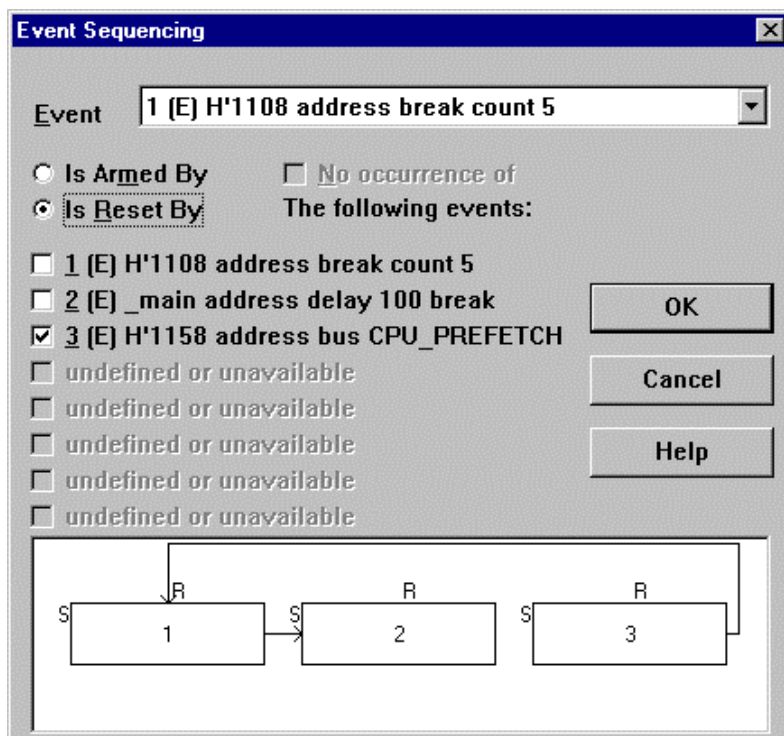 Event Sequencing
Event 1 (E) H'1108 address break count 5
Is Armed By No occurrence of
Is Reset By The following events:
1 (E) H'1108 address break count 5
2 (E) _main address delay 100 break
OK
3 (E) H'1158 address bus CPU_PREFETCH
undefined or unavailable
Cancel
undefined or unavailable
undefined or unavailable
Help
undefined or unavailable
undefined or unavailable
R R R
S S S
1 2 3